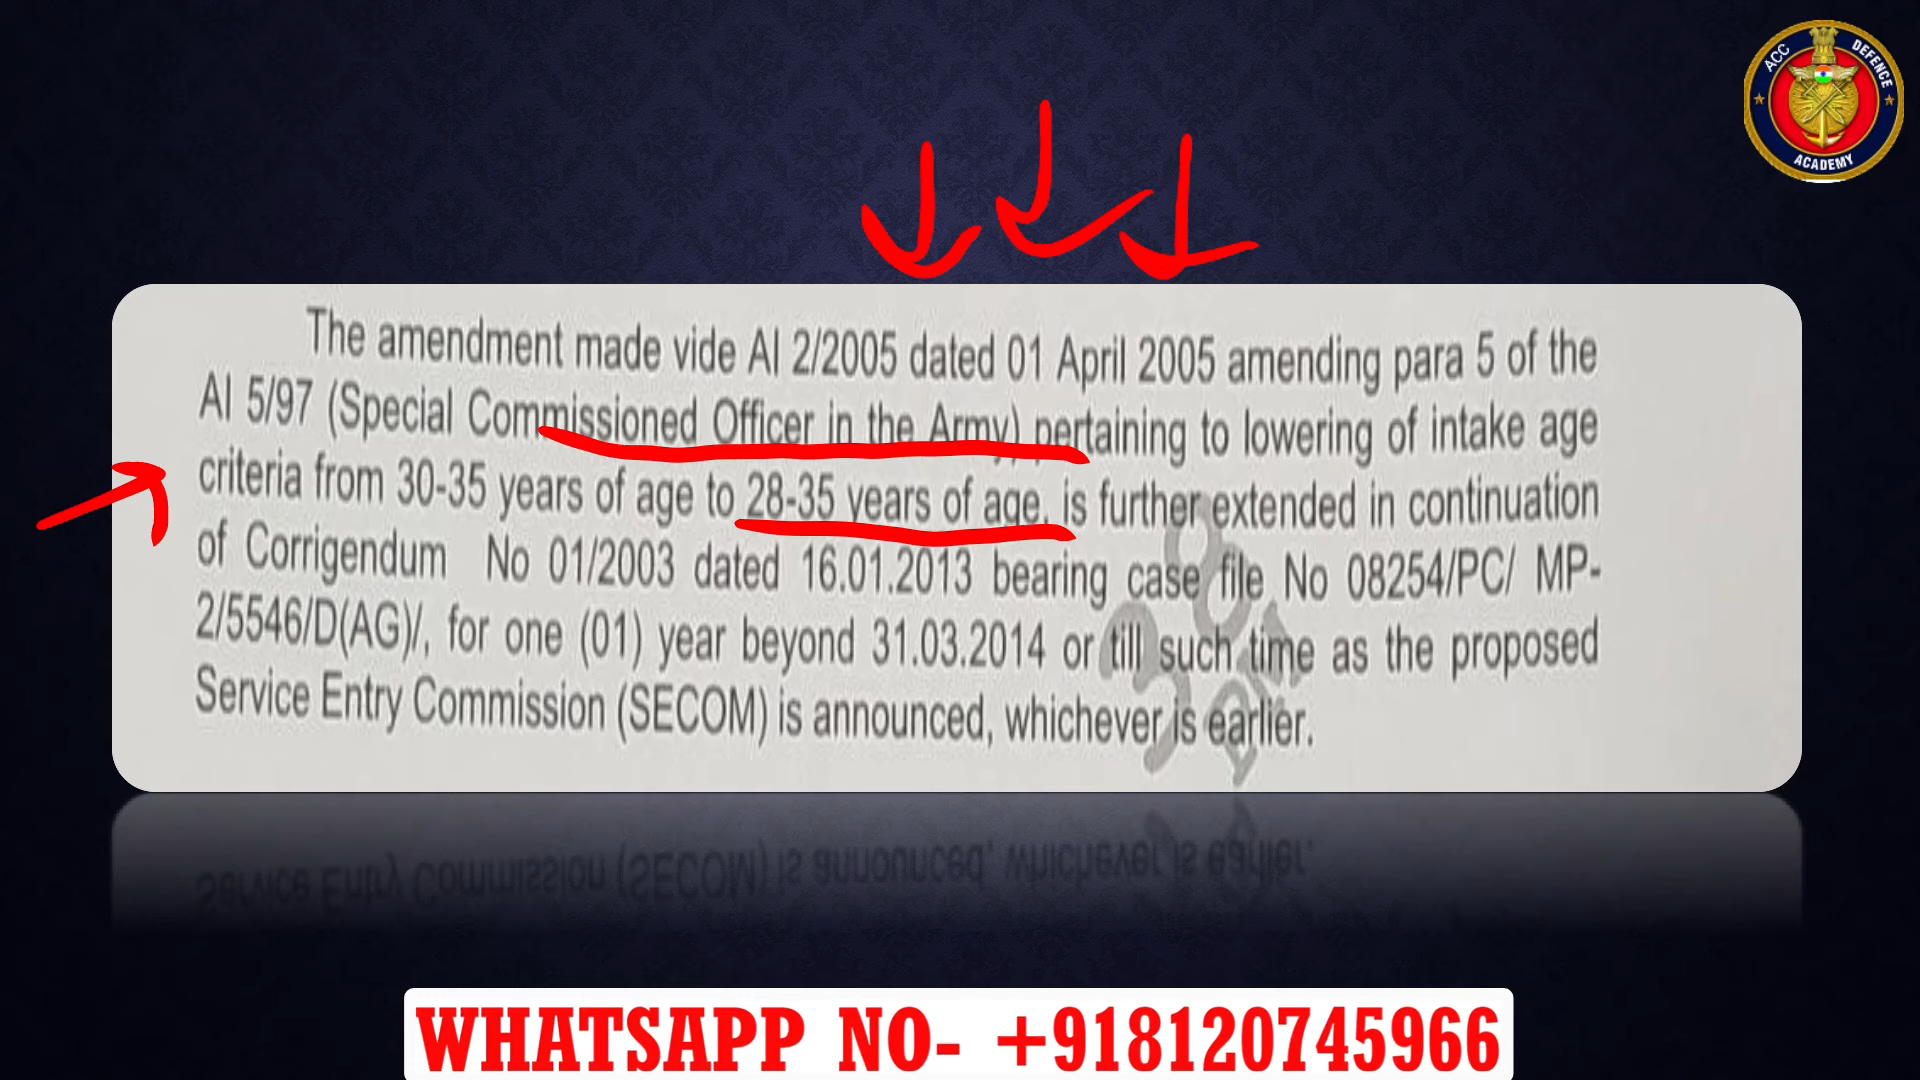 ACC DEFENCE
ACADEMY
The amendment made vide AI 2/2005 dated 01 April 2005 amending para 5 of the
AI 5/97 (Special Commissioned Officer in the Army) pertaining to lowering of intake age
criteria from 30-35 years of age to 28-35 years of age, is further extended in continuation
of Corrigendum No 01/2003 dated 16.01.2013 bearing case file No 08254/PC/ MP-
2/5546/D(AG)/, for one (01) year beyond 31.03.2014 or till such time as the proposed
Service Entry Commission (SECOM) is announced, whichever is earlier.
WHATSAPP NO- +918120745966